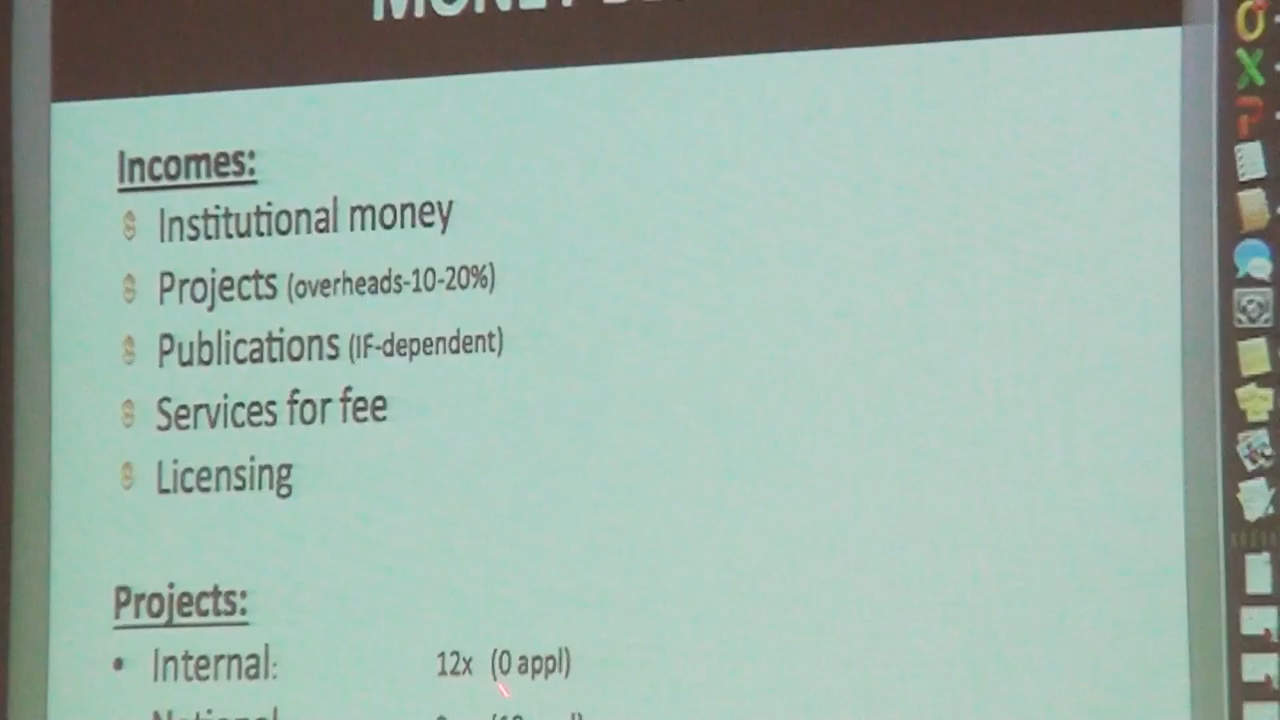 MONEY
Incomes:
$ Institutional money
$ Projects (overheads-10-20%)
$ Publications (IF-dependent)
$ Services for fee
$ Licensing
Projects:
• Internal: 12x (0 appl)